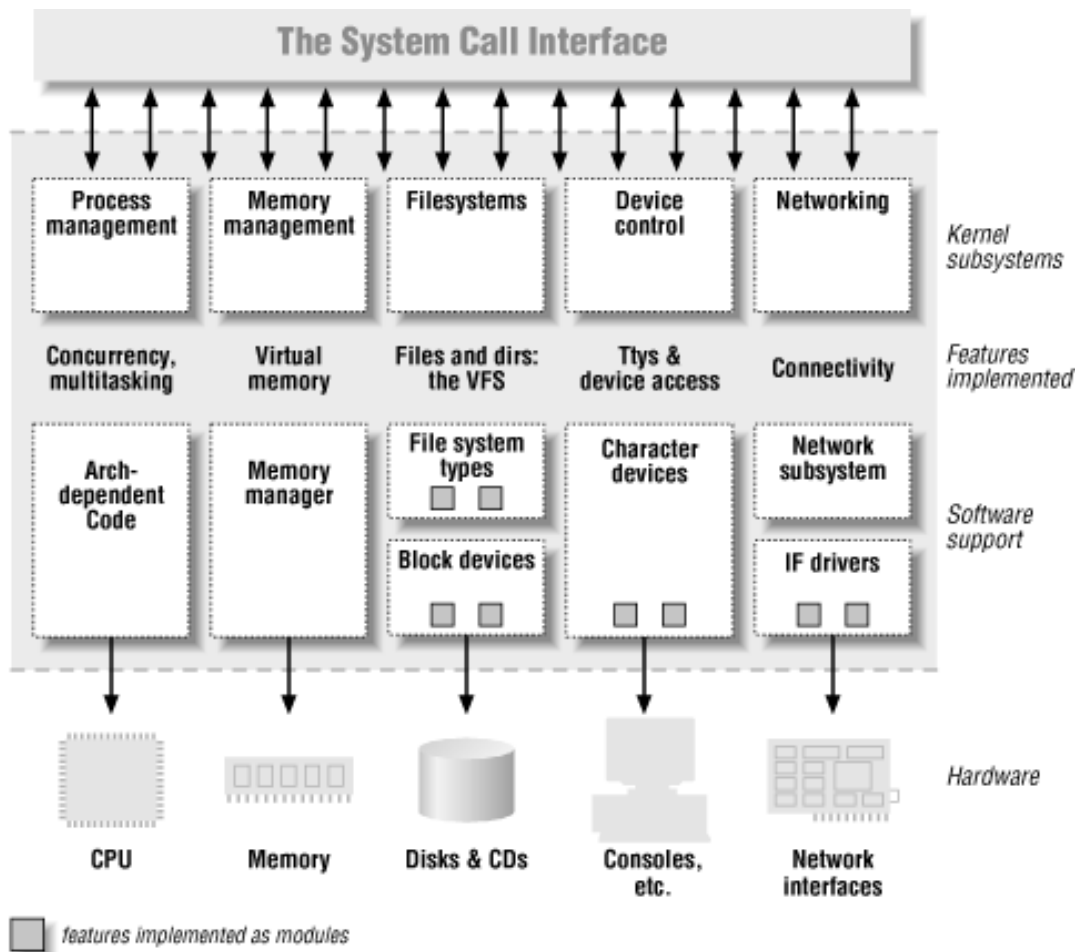 The System Call Interface
Process
management
Memory
management
Filesystems
Device
control
Networking
Kernel
subsystems
Concurrency,
multitasking
Virtual
memory
Files and dirs:
the VFS
Ttys &
device access
Connectivity
Features
implemented
Arch-
dependent
Code
Memory
manager
File system
types
Block devices
Character
devices
Network
subsystem
IF drivers
Software
support
Hardware
CPU
Memory
Disks & CDs
Consoles,
etc.
Network
interfaces
features implemented as modules